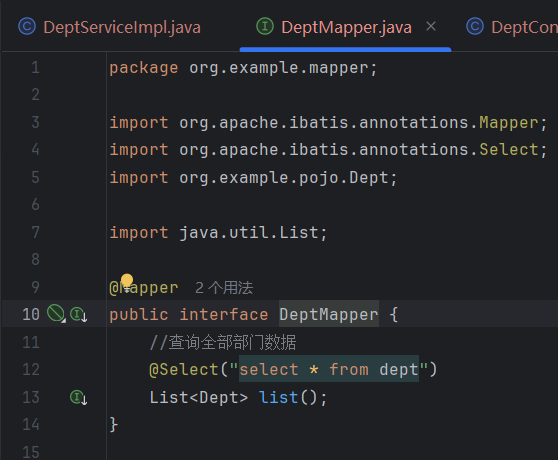 DeptServiceImpl.java DeptMapper.java × DeptCon
1 package org.example.mapper;
2
3 import org.apache.ibatis.annotations.Mapper;
4 import org.apache.ibatis.annotations.Select;
5 import org.example.pojo.Dept;
6
7 import java.util.List;
8
9 @Mapper 2 个用法
10 public interface DeptMapper {
11 //查询全部部门数据
12 @Select("select * from dept")
13 List<Dept> list();
14 }
15